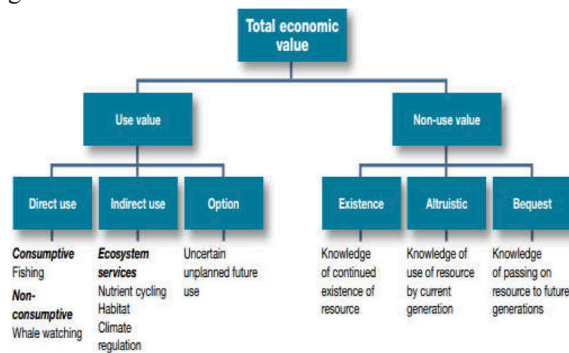 Total economic
value
Use value
Non-use value
Direct use
Indirect use
Option
Existence
Altruistic
Bequest
Consumptive
Fishing
Non-
consumptive
Whale watching
Ecosystem
services
Nutrient cycling
Habitat
Climate
regulation
Uncertain
unplanned future
use
Knowledge
of continued
existence of
resource
Knowledge of
use of resource
by current
generation
Knowledge
of passing on
resource to future
generations